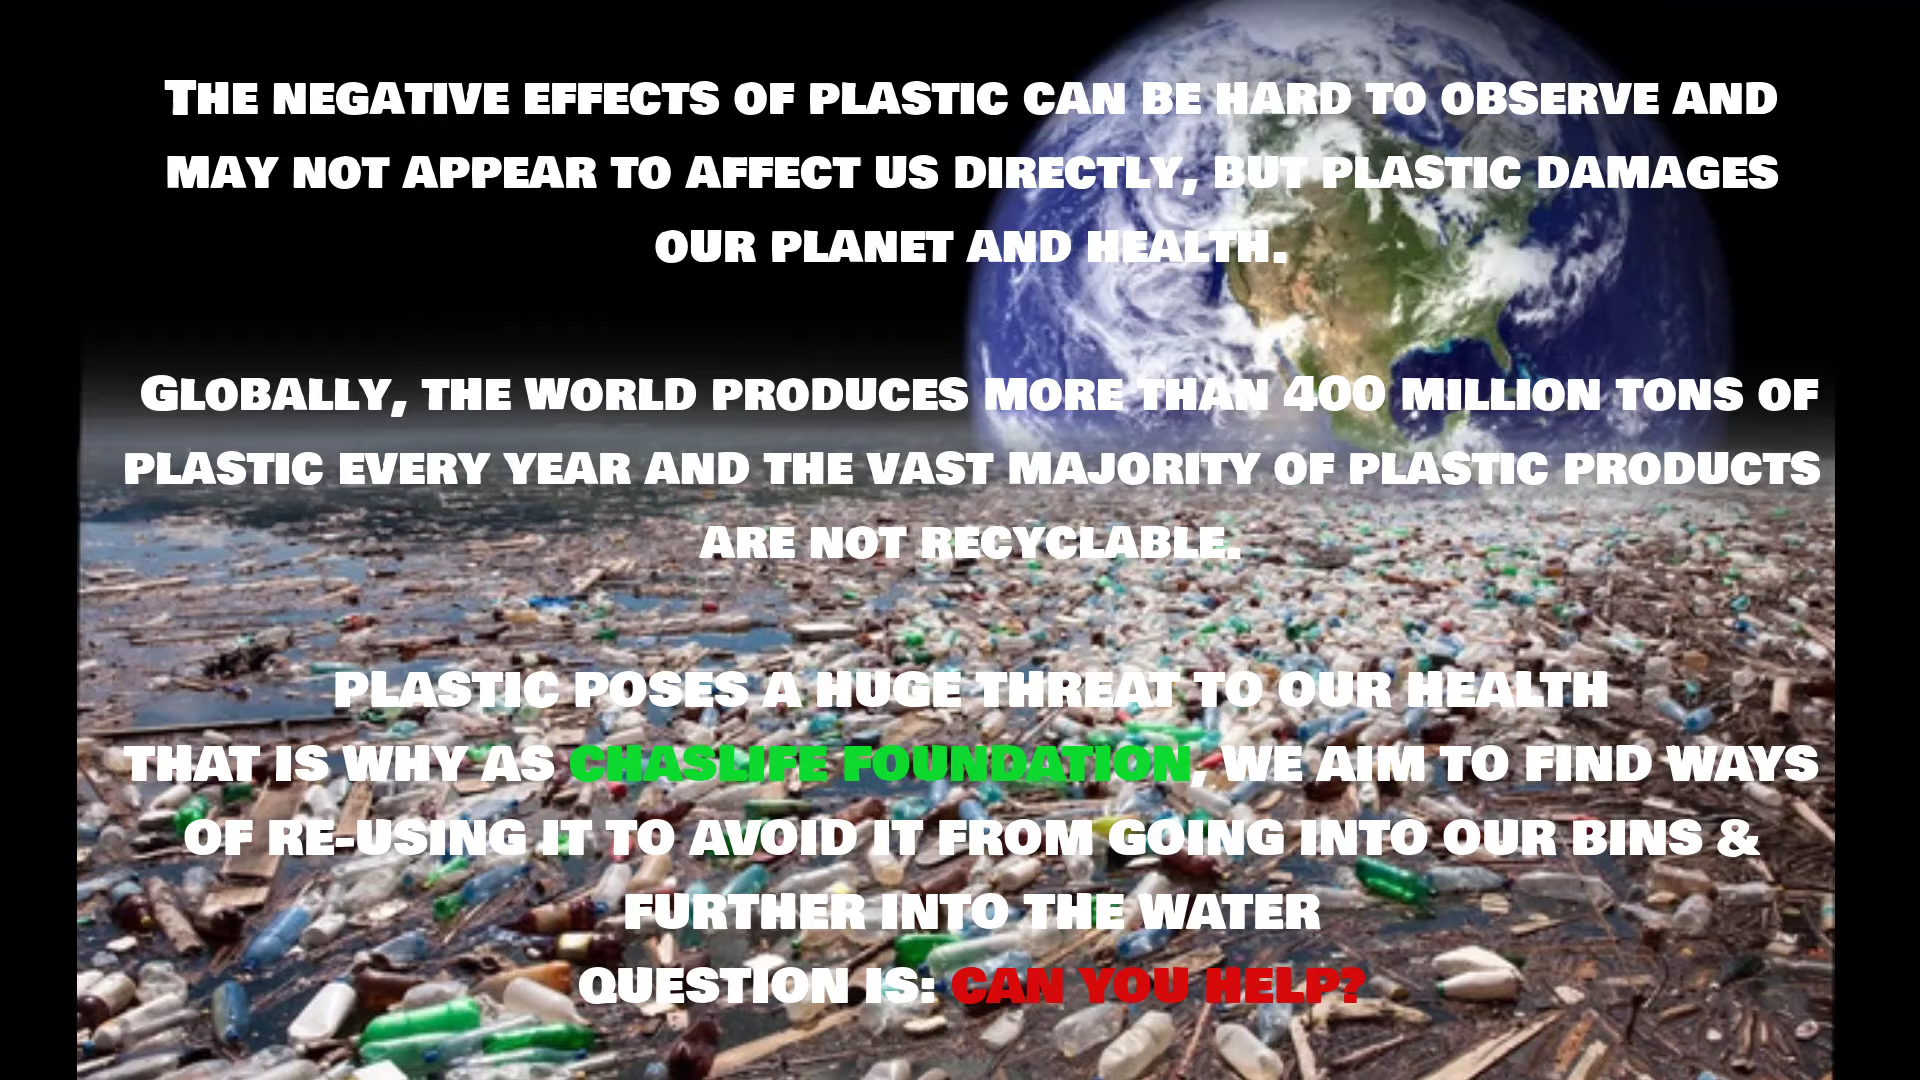 The negative effects of plastic can be hard to observe and
may not appear to affect us directly, but plastic damages
our planet and health.
Globally, the world produces more than 400 million tons of
plastic every year and the vast majority of plastic products
are not recyclable.
plastic poses a huge threat to our health
that is why as Chaslife Foundation, we aim to find ways
of re-using it to avoid it from going into our bins &
further into the water
question is: can you help?